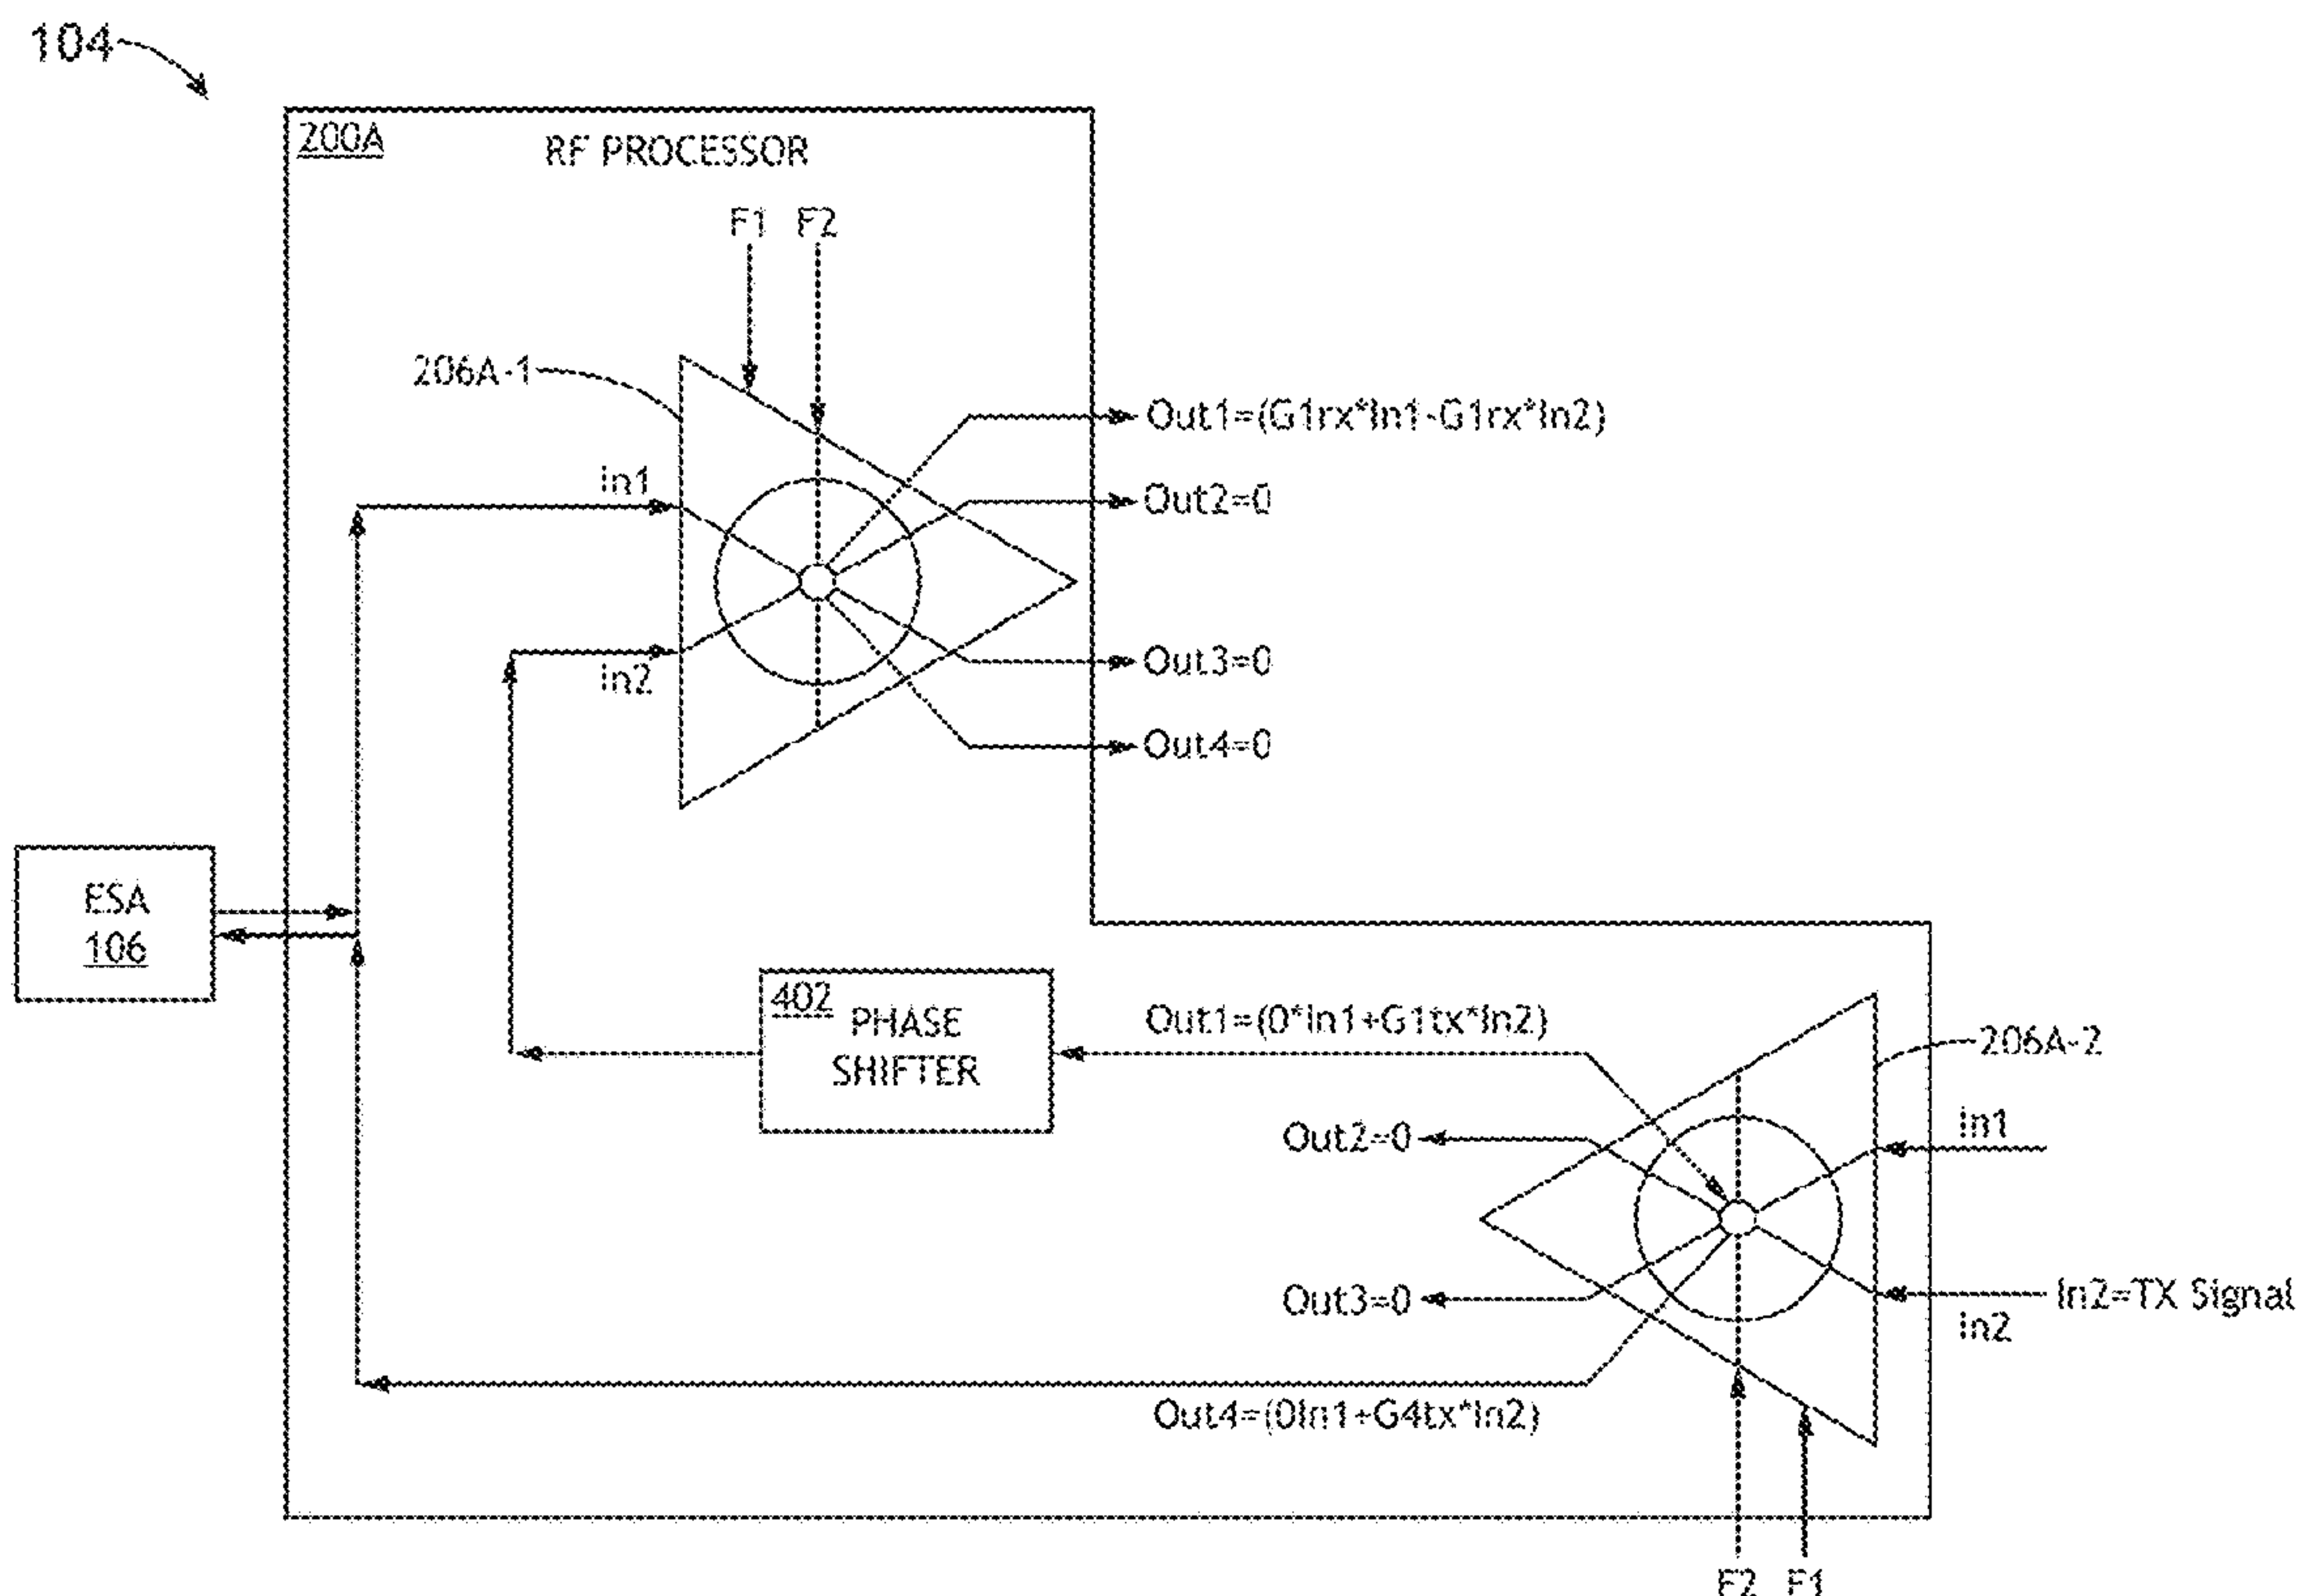 104
200A
RF PROCESSOR
F1 F2
206A-1
in1
in2
Out1=(G1rx*In1-G1rx*In2)
Out2=0
Out3=0
Out4=0
ESA
106
402
PHASE
SHIFTER
Out1=(0*In1+G1tx*In2)
206A-2
Out2=0
in1
Out3=0
In2=TX Signal
in2
Out4=(0In1+G4tx*In2)
F2 F1